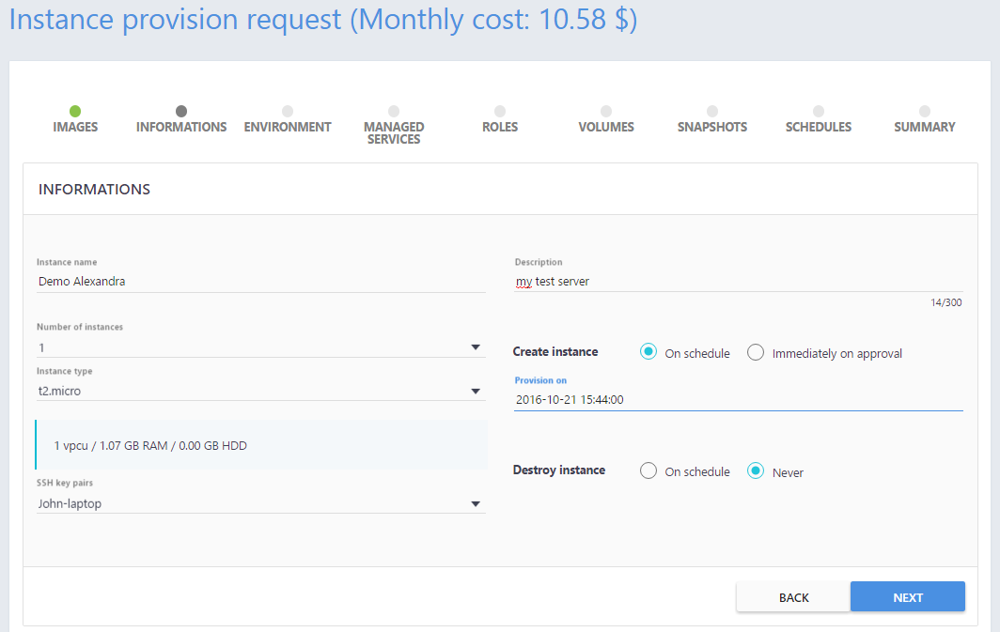 Instance provision request (Monthly cost: 10.58 $)
IMAGES
INFORMATIONS
ENVIRONMENT
MANAGED
SERVICES
ROLES
VOLUMES
SNAPSHOTS
SCHEDULES
SUMMARY
INFORMATIONS
Instance name
Demo Alexandra
Description
my test server
14/300
Number of instances
1
Instance type
t2.micro
1 vpcu / 1.07 GB RAM / 0.00 GB HDD
SSH key pairs
John-laptop
Create instance
On schedule
Immediately on approval
Provision on
2016-10-21 15:44:00
Destroy instance
On schedule
Never
BACK
NEXT